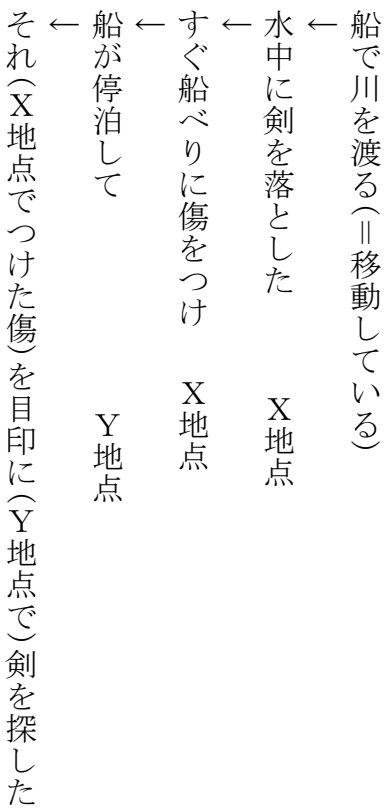 船で川を渡る(=移動している)
↓
水中に剣を落とした　X地点
↓
すぐ船べりに傷をつけ　X地点
↓
船が停泊して　Y地点
↓
それ(X地点でつけた傷)を目印に(Y地点で)剣を探した